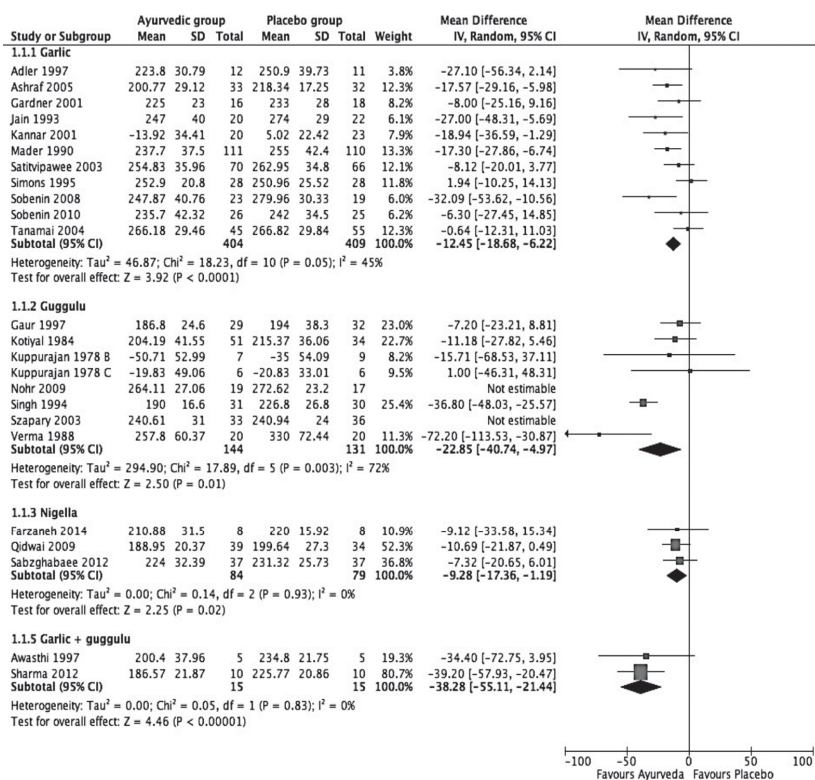 Ayurvedic group Placebo group Mean Difference Mean Difference
Study or Subgroup Mean SD Total Mean SD Total Weight IV, Random, 95% CI IV, Random, 95% CI
1.1.1 Garlic
Adler 1997 223.8 30.79 12 250.9 39.73 11 3.8% −27.10 [−56.34, 2.14]
Ashraf 2005 200.77 29.12 33 218.34 17.25 32 12.5% −17.57 [−29.16, −5.98]
Gardner 2001 225 23 16 233 28 18 8.2% −8.00 [−25.16, 9.16]
Jain 1993 247 40 20 274 29 22 6.2% −27.00 [−48.31, −5.69]
Kannar 2001 -13.92 34.41 20 5.02 22.42 23 7.9% −18.94 [−36.59, −1.29]
Mader 1990 237.7 37.5 111 255 42.4 110 13.4% −17.30 [−27.86, −6.74]
Satitvipawee 2003 254.83 35.96 70 262.95 34.8 66 12.1% −8.12 [−20.01, 3.77]
Simons 1995 252.9 20.8 28 250.96 25.52 28 11.8% 1.94 [−10.25, 14.13]
Sobenin 2008 247.87 40.76 23 279.96 30.33 19 6.2% −32.09 [−53.62, −10.56]
Sobenin 2010 235.7 42.32 26 242 34.5 25 6.2% −6.30 [−27.45, 14.85]
Tanamai 2004 266.18 29.46 45 266.82 29.84 55 12.3% −0.64 [−12.31, 11.03]
Subtotal (95% CI) 404 409 100.0% −12.45 [−18.68, −6.22]
Heterogeneity: Tau² = 46.87; Chi² = 18.23, df = 10 (P = 0.05); I² = 45%
Test for overall effect: Z = 3.92 (P < 0.0001)
1.1.2 Guggulu
Gaur 1997 186.8 24.6 29 194 38.3 32 23.0% −7.20 [−23.21, 8.81]
Kotiyal 1984 204.19 41.55 51 215.37 36.06 34 22.7% −11.18 [−27.82, 5.46]
Kuppurajan 1978 B -50.71 52.99 7 -35 54.09 9 8.2% −15.71 [−68.53, 37.11]
Kuppurajan 1978 C -19.83 49.06 6 -20.83 33.01 6 9.5% 1.00 [−46.31, 48.31]
Nohr 2009 264.11 27.06 19 272.62 23.2 17 Not estimable
Singh 1994 190 16.6 31 226.8 26.8 30 25.4% −36.80 [−48.03, −25.57]
Szapary 2003 240.61 31 33 240.94 24 36 Not estimable
Verma 1988 257.8 60.37 20 330 72.44 20 11.3% −72.20 [−113.53, −30.87]
Subtotal (95% CI) 144 131 100.0% −22.85 [−40.74, −4.97]
Heterogeneity: Tau² = 294.90; Chi² = 17.89, df = 5 (P = 0.003); I² = 72%
Test for overall effect: Z = 2.50 (P = 0.01)
1.1.3 Nigella
Farzaneh 2014 210.88 31.5 8 220 15.92 8 10.9% −9.12 [−33.58, 15.34]
Qidwai 2009 188.95 20.37 39 199.64 27.3 34 52.3% −10.69 [−21.87, 0.49]
Sabzghabaee 2012 224 32.39 37 231.32 25.73 37 36.8% −7.32 [−20.65, 6.01]
Subtotal (95% CI) 84 79 100.0% −9.28 [−17.36, −1.19]
Heterogeneity: Tau² = 0.00; Chi² = 0.14, df = 2 (P = 0.93); I² = 0%
Test for overall effect: Z = 2.25 (P = 0.02)
1.1.5 Garlic + guggulu
Awasthi 1997 200.4 37.96 5 234.8 21.75 5 19.3% −34.40 [−72.75, 3.95]
Sharma 2012 186.57 21.87 10 225.77 20.86 10 80.7% −39.20 [−57.93, −20.47]
Subtotal (95% CI) 15 15 100.0% −38.28 [−55.11, −21.44]
Heterogeneity: Tau² = 0.00; Chi² = 0.05, df = 1 (P = 0.83); I² = 0%
Test for overall effect: Z = 4.46 (P < 0.00001)
−100 −50 0 50 100
Favours Ayurveda Favours Placebo